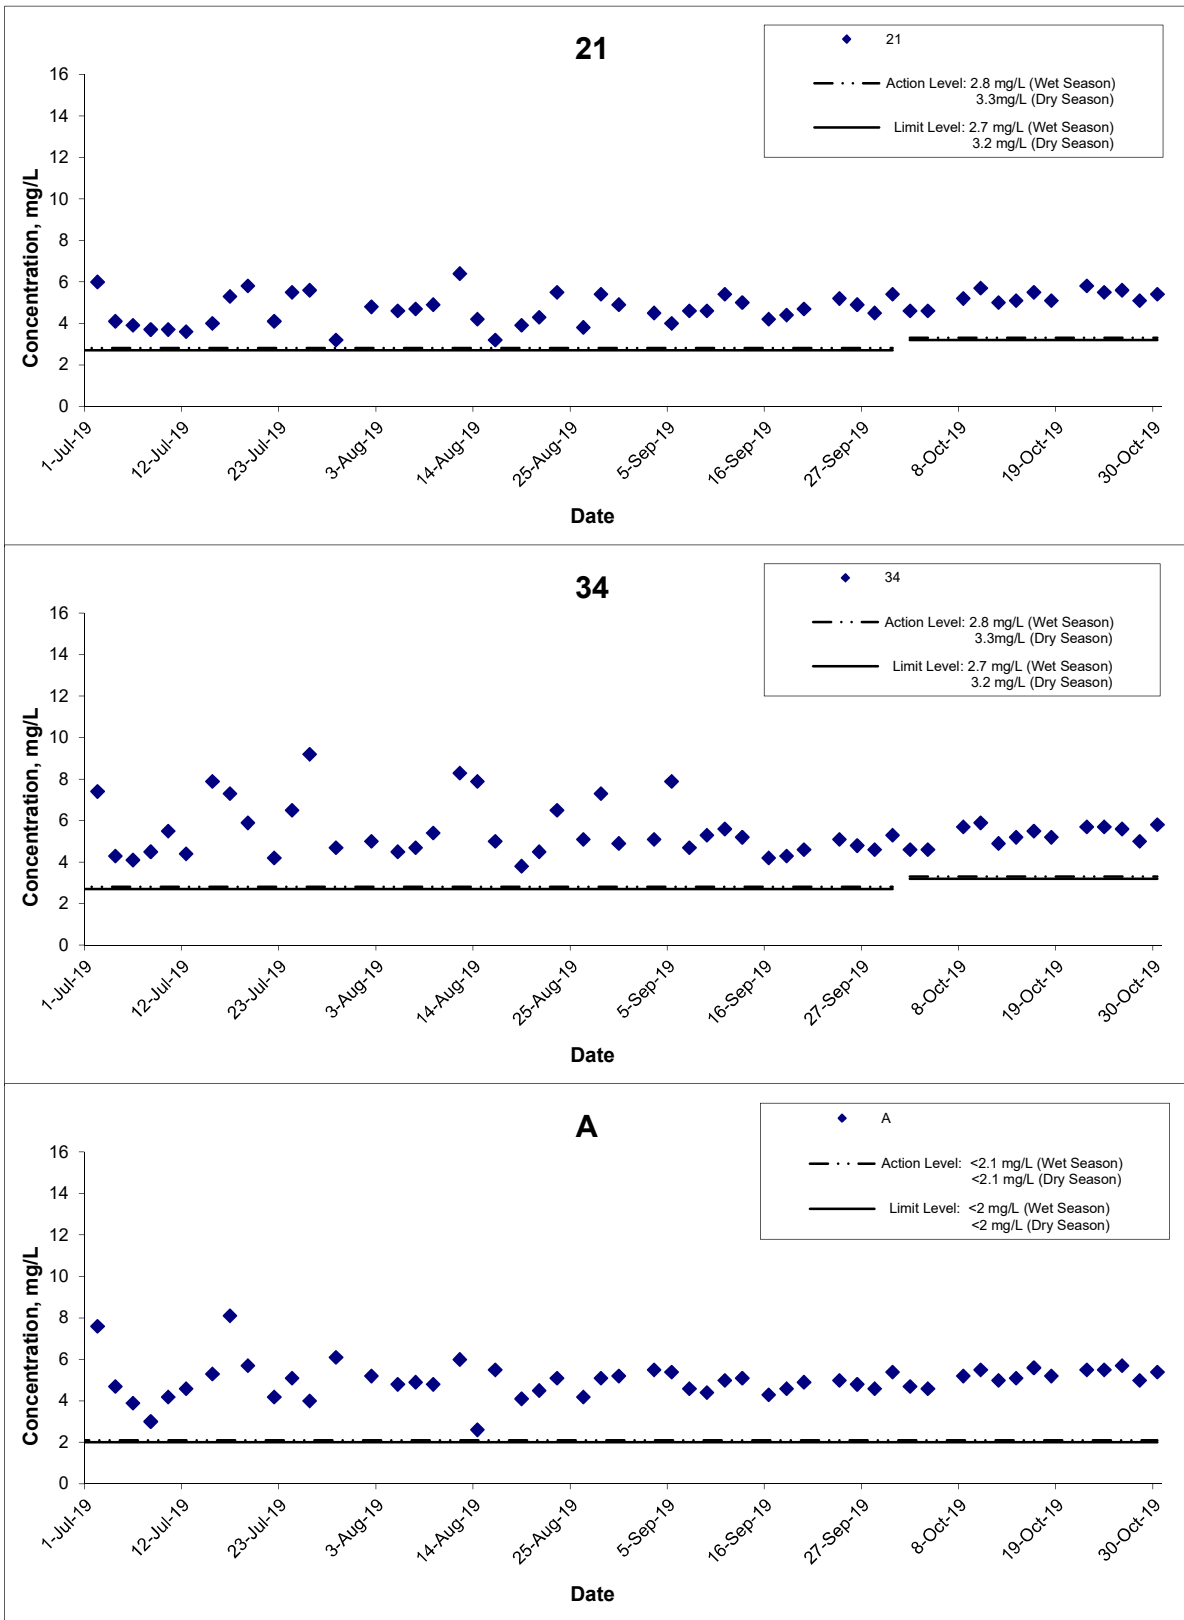 21
21
Action Level: 2.8 mg/L (Wet Season)
3.3mg/L (Dry Season)
Limit Level: 2.7 mg/L (Wet Season)
3.2 mg/L (Dry Season)
Concentration, mg/L
16
14
12
10
8
6
4
2
0
1-Jul-19
12-Jul-19
23-Jul-19
3-Aug-19
14-Aug-19
25-Aug-19
5-Sep-19
16-Sep-19
27-Sep-19
8-Oct-19
19-Oct-19
30-Oct-19
Date
34
34
Action Level: 2.8 mg/L (Wet Season)
3.3mg/L (Dry Season)
Limit Level: 2.7 mg/L (Wet Season)
3.2 mg/L (Dry Season)
Concentration, mg/L
16
14
12
10
8
6
4
2
0
1-Jul-19
12-Jul-19
23-Jul-19
3-Aug-19
14-Aug-19
25-Aug-19
5-Sep-19
16-Sep-19
27-Sep-19
8-Oct-19
19-Oct-19
30-Oct-19
Date
A
A
Action Level: <2.1 mg/L (Wet Season)
<2.1 mg/L (Dry Season)
Limit Level: <2 mg/L (Wet Season)
<2 mg/L (Dry Season)
Concentration, mg/L
16
14
12
10
8
6
4
2
0
1-Jul-19
12-Jul-19
23-Jul-19
3-Aug-19
14-Aug-19
25-Aug-19
5-Sep-19
16-Sep-19
27-Sep-19
8-Oct-19
19-Oct-19
30-Oct-19
Date